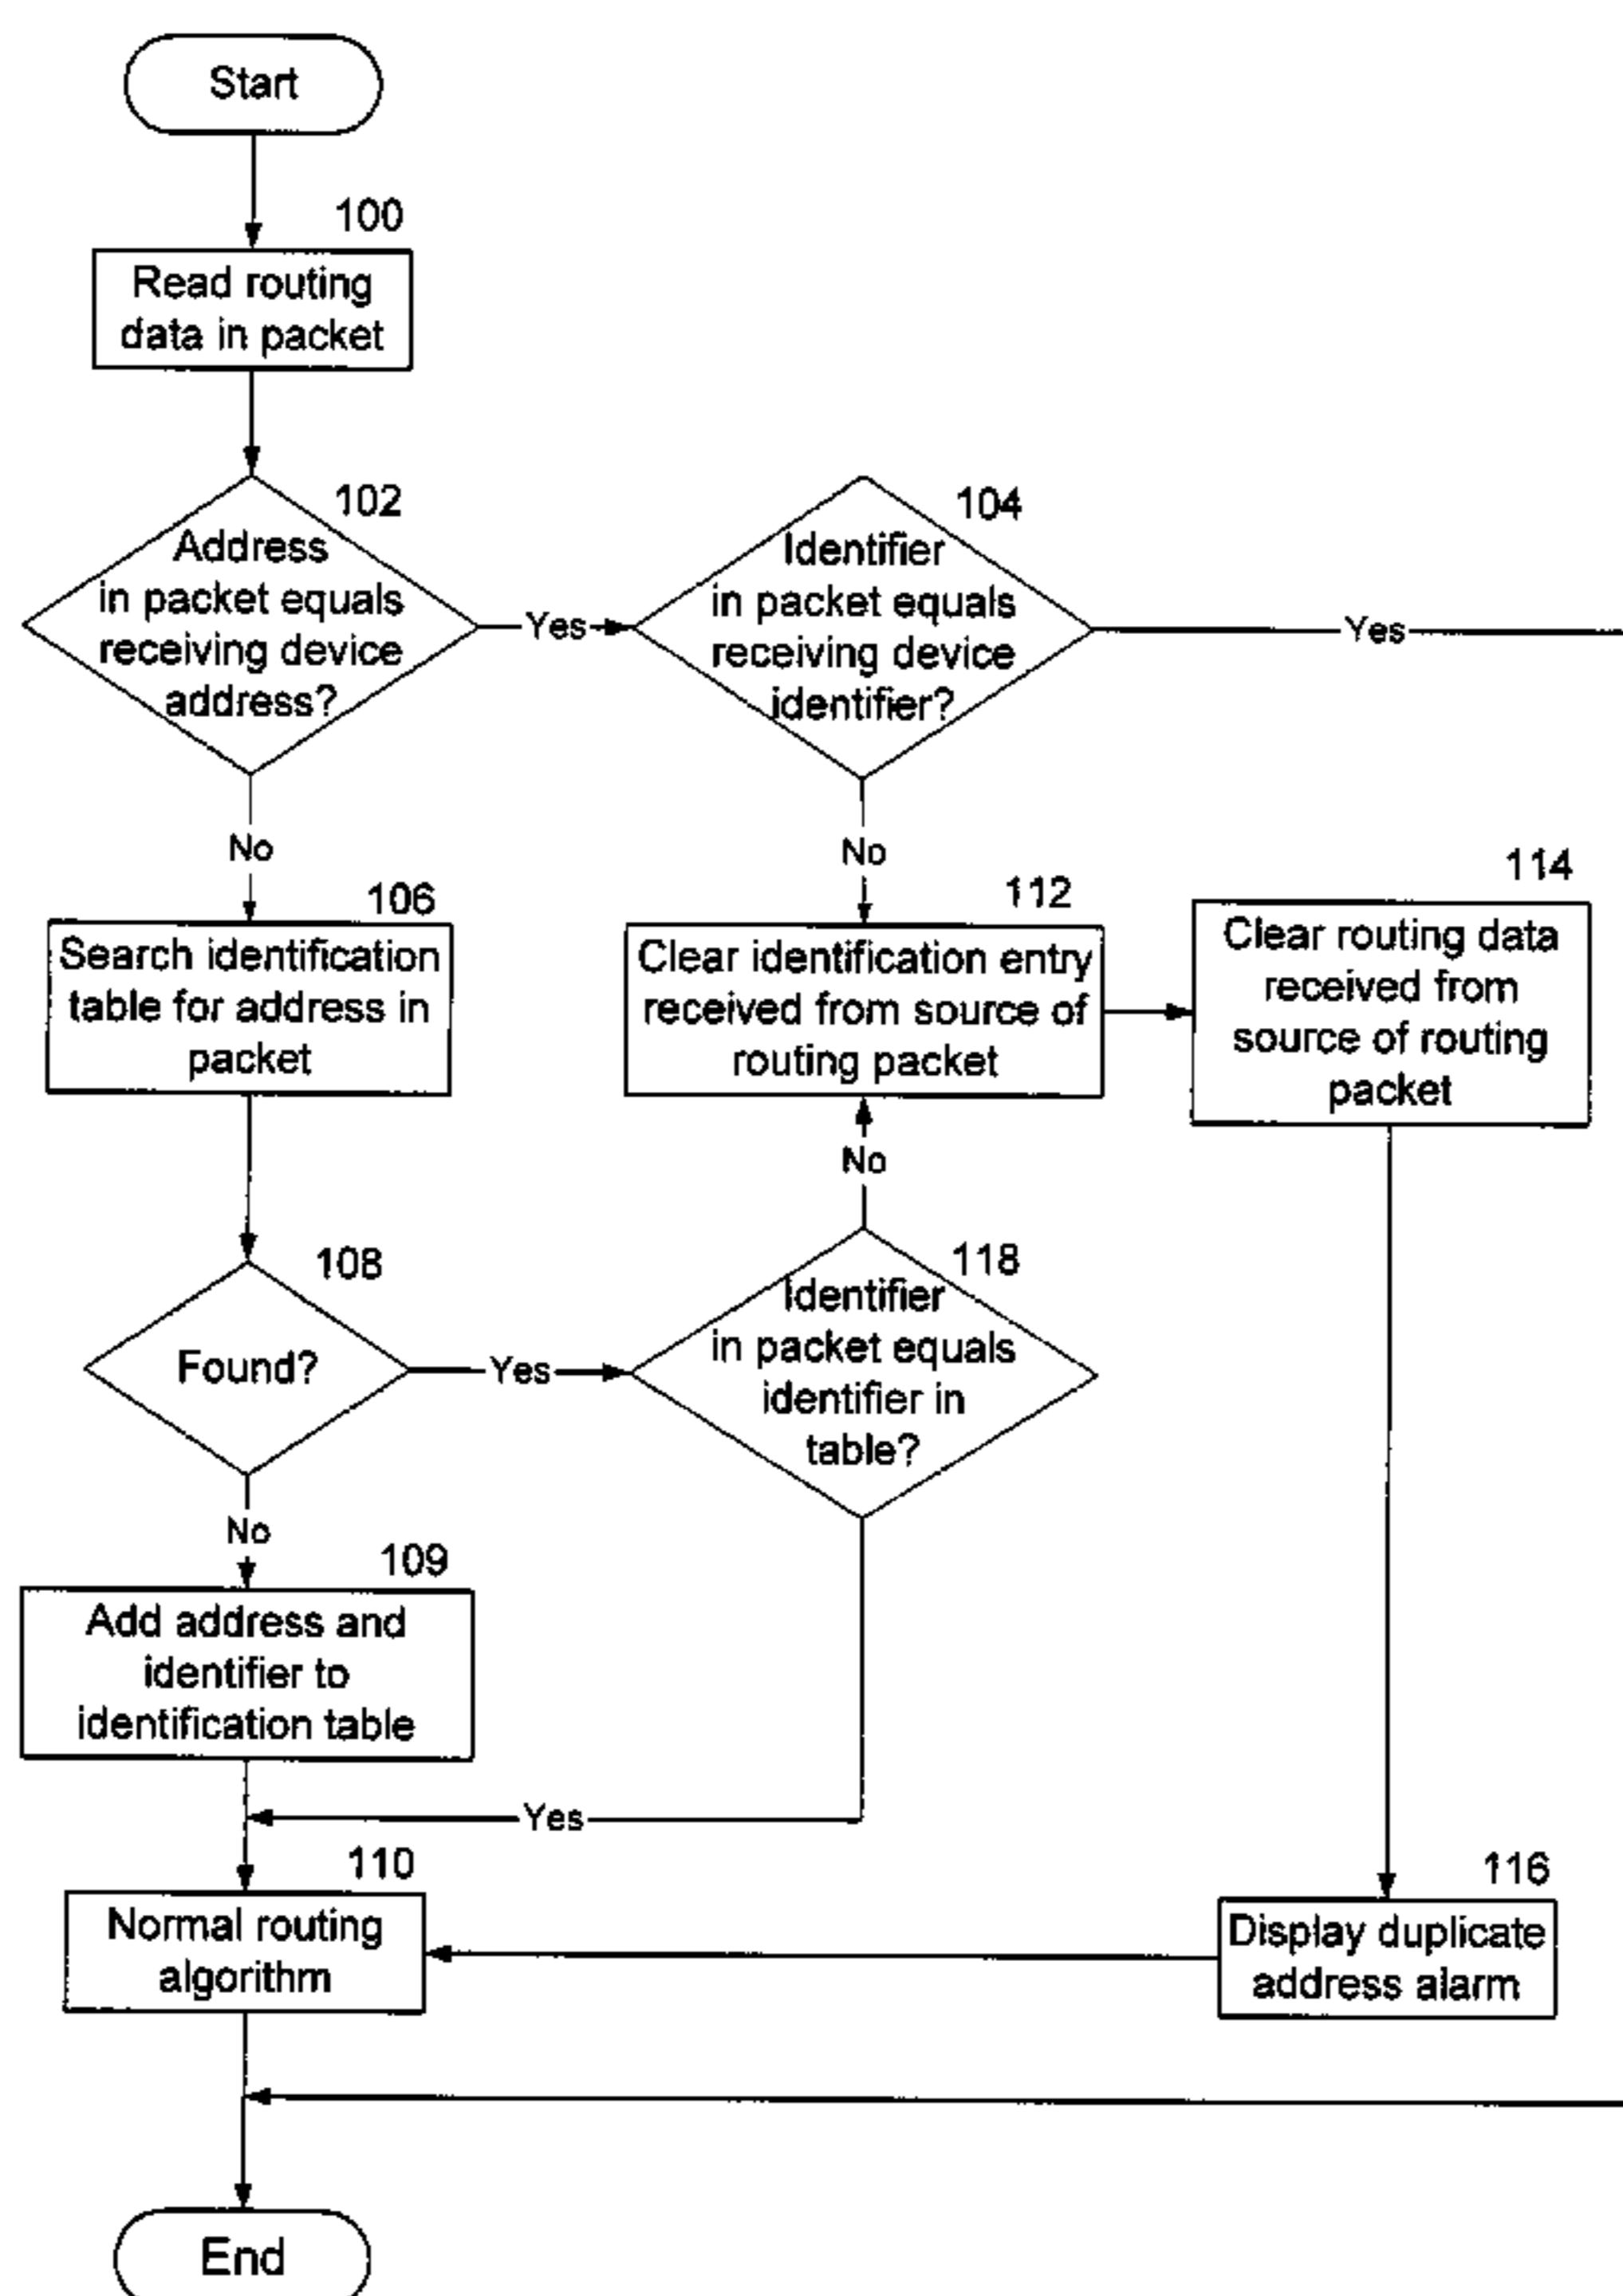 Start
100
Read routing
data in packet
102
Address
in packet equals
receiving device
address?
Yes
104
Identifier
in packet equals
receiving device
identifier?
Yes
No
No
106
Search identification
table for address in
packet
112
Clear identification entry
received from source of
routing packet
114
Clear routing data
received from
source of routing
packet
No
108
Found?
Yes
118
Identifier
in packet equals
identifier in
table?
No
109
Add address and
identifier to
identification table
Yes
110
Normal routing
algorithm
116
Display duplicate
address alarm
End